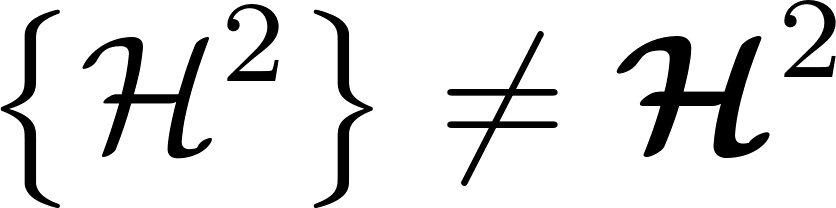 {ℋ²} ≠ 𝓗²